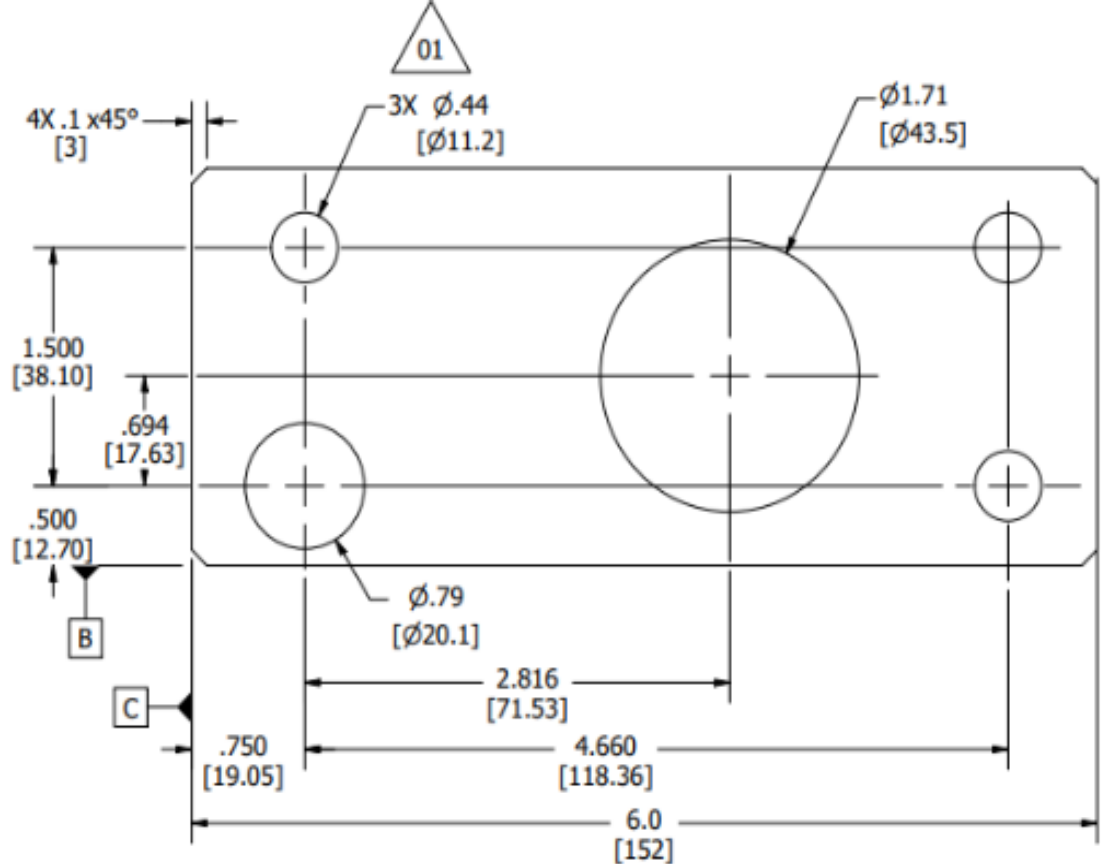 01
4X .1 x45°
[3]
3X Ø.44
[Ø11.2]
Ø1.71
[Ø43.5]
1.500
[38.10]
.694
[17.63]
.500
[12.70]
B
Ø.79
[Ø20.1]
2.816
[71.53]
C
.750
[19.05]
4.660
[118.36]
6.0
[152]